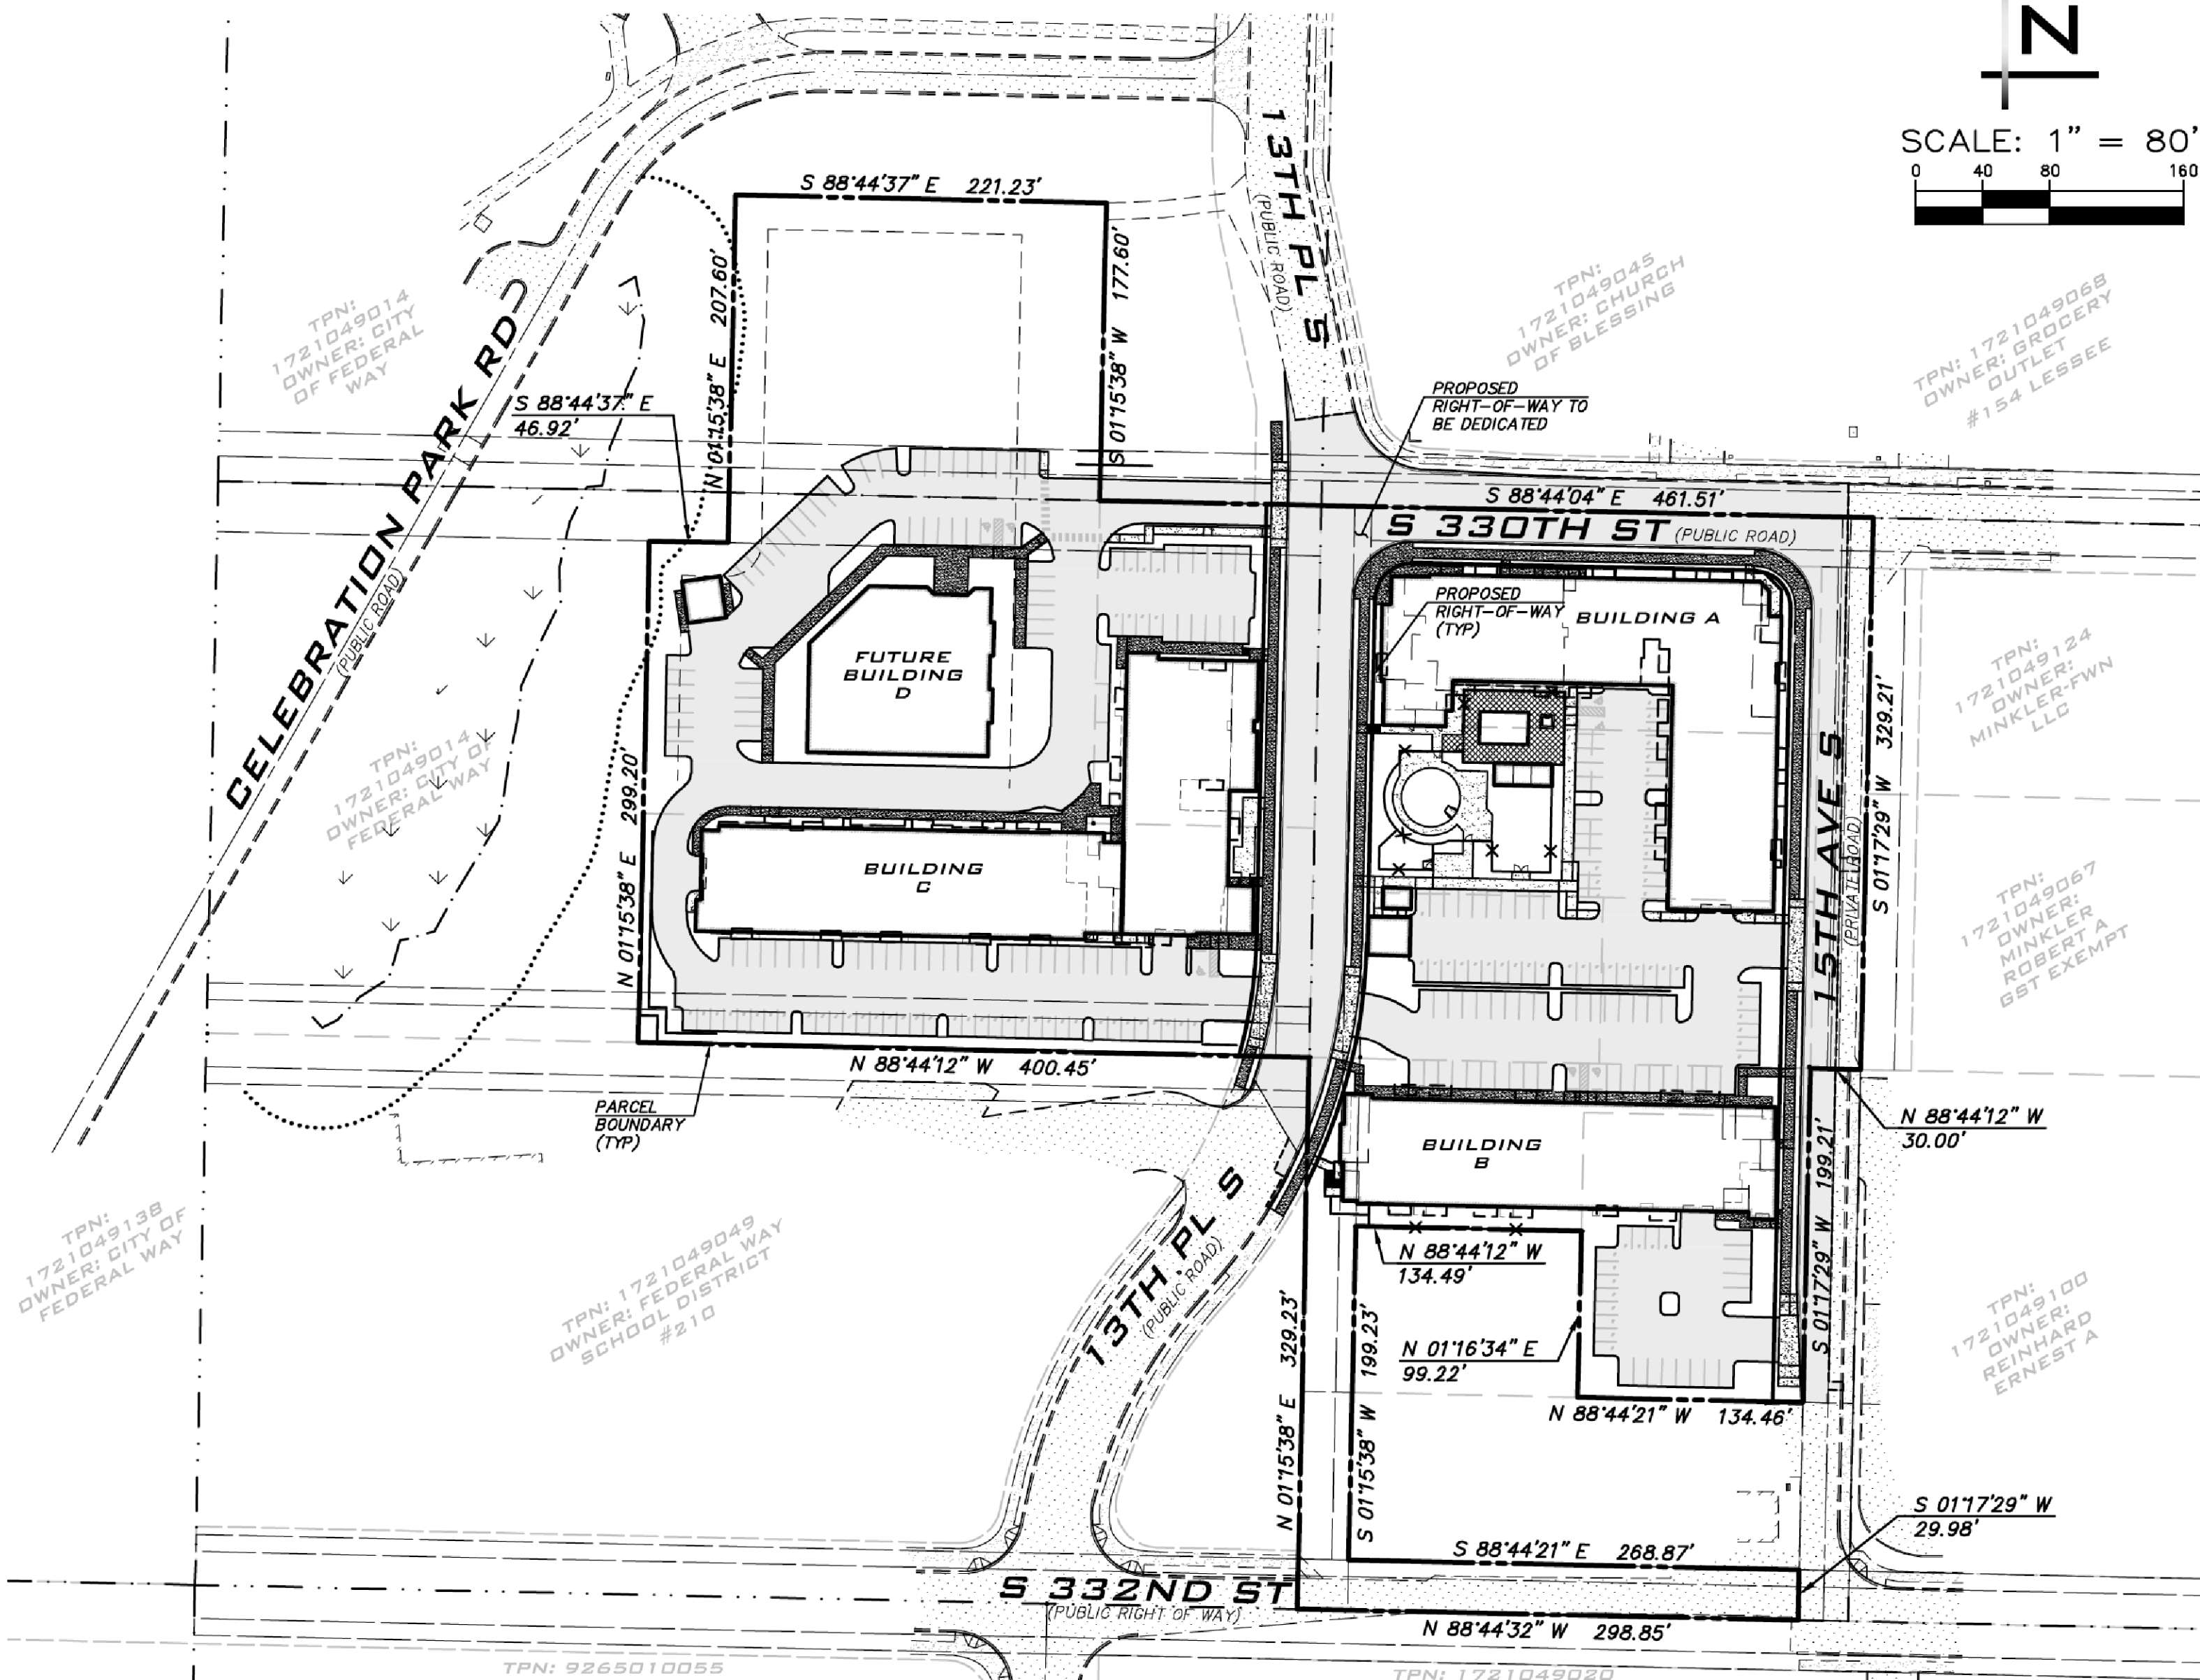 N
SCALE: 1" = 80'
0 40 80 160
S 88°44'37" E 221.23'
13TH PL S
(PUBLIC ROAD)
N 01°15'38" E 207.60'
S 01°15'38" W 177.60'
TPN:
1721049014
OWNER: CITY
OF FEDERAL
WAY
TPN:
1721049045
OWNER: CHURCH
OF BLESSING
TPN: 1721049068
OWNER: GROCERY
OUTLET
#154 LESSEE
CELEBRATION PARK RD
(PUBLIC ROAD)
S 88°44'37" E
46.92'
PROPOSED
RIGHT-OF-WAY TO
BE DEDICATED
S 88°44'04" E 461.51'
S 330TH ST (PUBLIC ROAD)
PROPOSED
RIGHT-OF-WAY
(TYP)
BUILDING A
FUTURE
BUILDING
D
TPN:
1721049124
OWNER:
MINKLER-FWN
LLC
TPN:
1721049014
OWNER: CITY OF
FEDERAL WAY
N 01°15'38" E 299.20'
15TH AVE S
(PRIVATE ROAD)
S 01°17'29" W 329.21'
BUILDING
C
TPN:
1721049067
OWNER:
MINKLER
ROBERT A
GST EXEMPT
N 88°44'12" W 400.45'
PARCEL
BOUNDARY
(TYP)
N 88°44'12" W
30.00'
BUILDING
B
S 01°17'29" W 199.21'
TPN:
1721049138
OWNER: CITY OF
FEDERAL WAY
TPN: 1721049049
OWNER: FEDERAL WAY
SCHOOL DISTRICT
#210
13TH PL S
(PUBLIC ROAD)
N 88°44'12" W
134.49'
N 01°15'38" E 329.23'
S 01°15'38" W 199.23'
N 01°16'34" E
99.22'
N 88°44'21" W 134.46'
TPN:
1721049100
OWNER:
REINHARD
ERNEST A
S 01°17'29" W
29.98'
S 88°44'21" E 268.87'
S 332ND ST
(PUBLIC RIGHT OF WAY)
N 88°44'32" W 298.85'
TPN: 9265010055
TPN: 1721049020